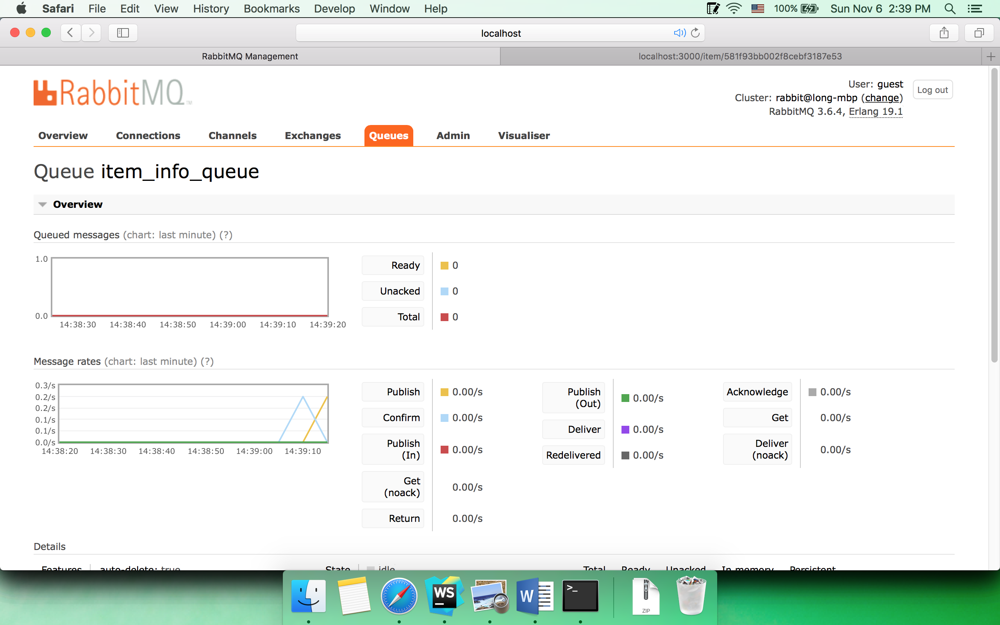 Safari File Edit View History Bookmarks Develop Window Help 100% Sun Nov 6 2:39 PM
localhost
RabbitMQ Management localhost:3000/item/581f93bb002f8cebf3187e53
RabbitMQ™
User: guest
Log out
Cluster: rabbit@long-mbp (change)
RabbitMQ 3.6.4, Erlang 19.1
Overview Connections Channels Exchanges Queues Admin Visualiser
Queue item_info_queue
Overview
Queued messages (chart: last minute) (?)
1.0
0.0
14:38:30 14:38:40 14:38:50 14:39:00 14:39:10 14:39:20
Ready 0
Unacked 0
Total 0
Message rates (chart: last minute) (?)
0.3/s
0.2/s
0.2/s
0.1/s
0.1/s
0.0/s
14:38:20 14:38:30 14:38:40 14:38:50 14:39:00 14:39:10
Publish 0.00/s
Confirm 0.00/s
Publish
(In) 0.00/s
Get
(noack) 0.00/s
Return 0.00/s
Publish
(Out) 0.00/s
Deliver 0.00/s
Redelivered 0.00/s
Acknowledge 0.00/s
Get 0.00/s
Deliver
(noack) 0.00/s
Details
Features auto-delete: true State idle Total Ready Unacked In memory Persistent
WS
W
>_
ZIP